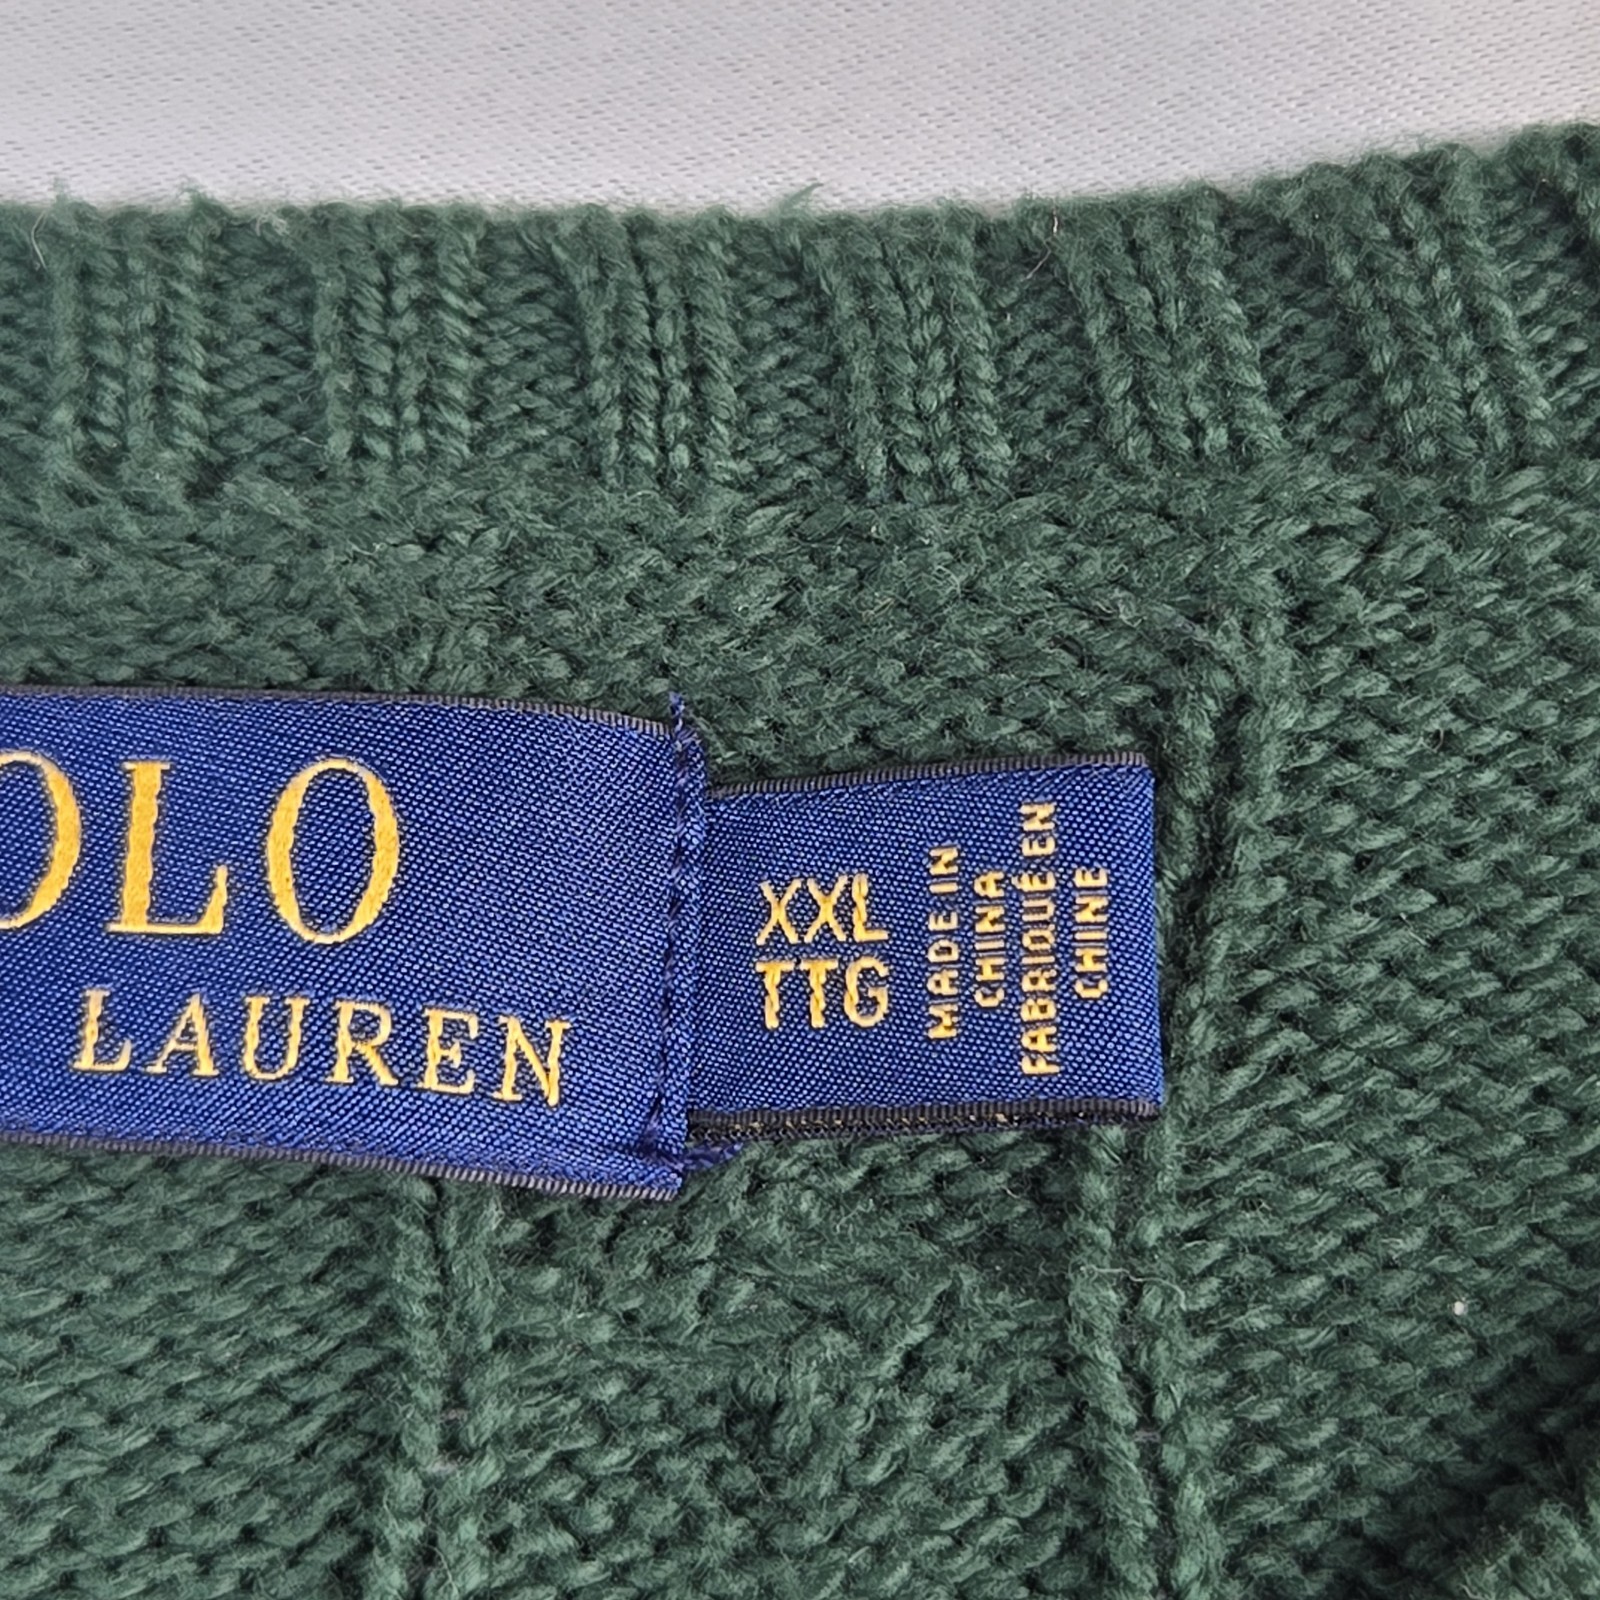 OLO
LAUREN
XXL
TTG
MADE IN
CHINA
FABRIQUÉ EN
CHINE